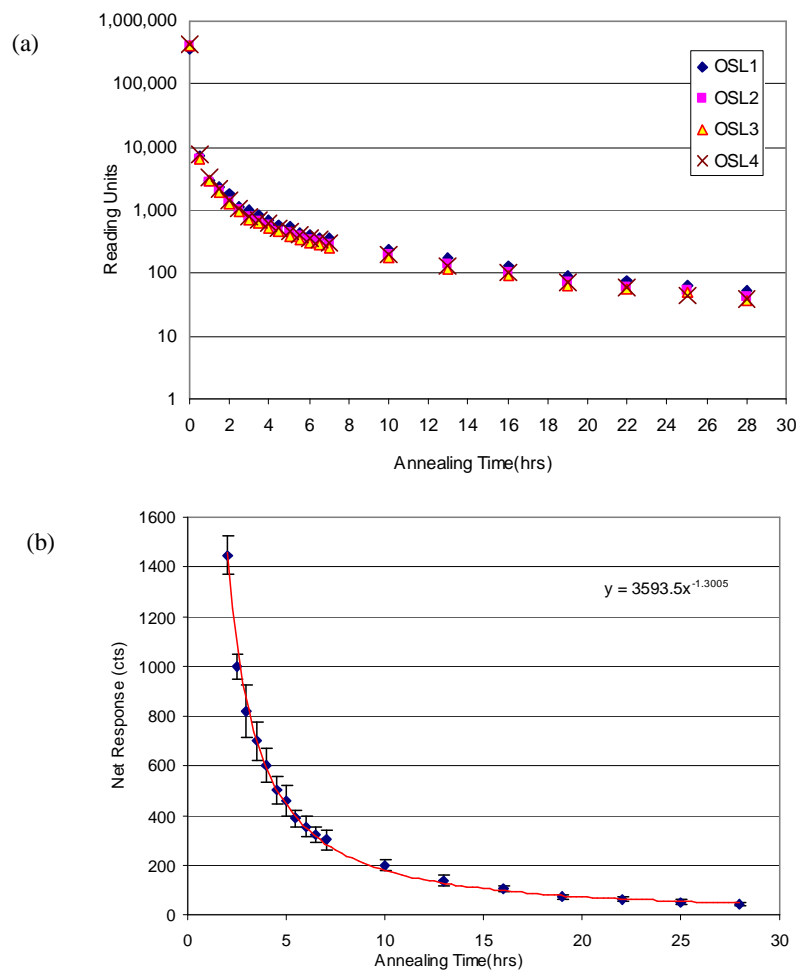 (a)
1,000,000
100,000
10,000
1,000
100
10
1
Reading Units
OSL1
OSL2
OSL3
OSL4
0 2 4 6 8 10 12 14 16 18 20 22 24 26 28 30
Annealing Time(hrs)
(b)
1600
1400
1200
1000
800
600
400
200
0
Net Response (cts)
y = 3593.5x^-1.3005
0 5 10 15 20 25 30
Annealing Time(hrs)